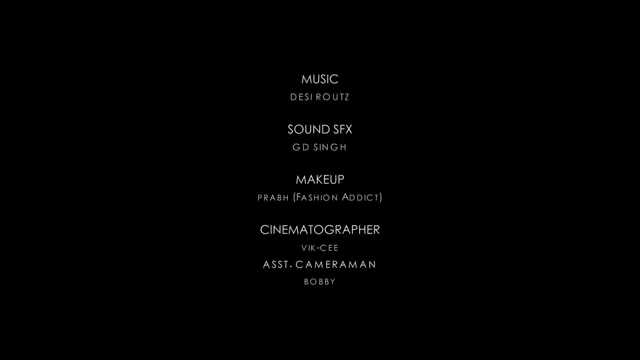 MUSIC
DESI ROUTZ
SOUND SFX
GD SINGH
MAKEUP
PRABH (FASHION ADDICT)
CINEMATOGRAPHER
VIK-CEE
ASST. CAMERAMAN
BOBBY